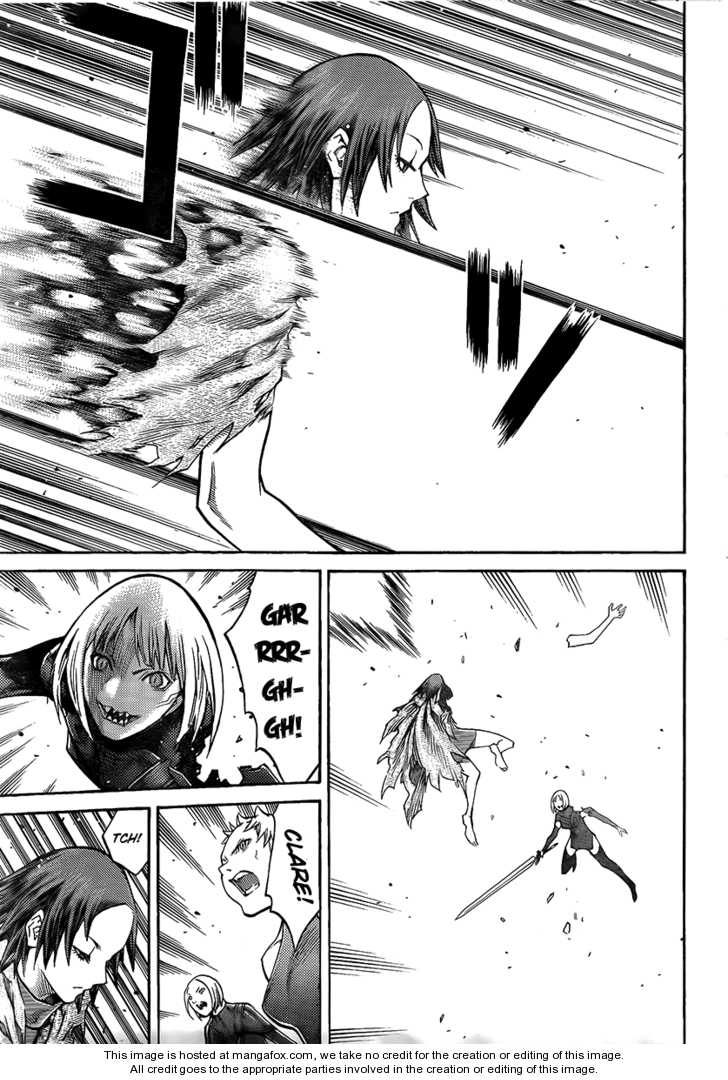 GAR
RRR-
GH-
GH!
CLARE!
TCH!
This image is hosted at mangafox.com, we take no credit for the creation or editing of this image.
All credit goes to the appropriate parties involved in the creation or editing of this image.